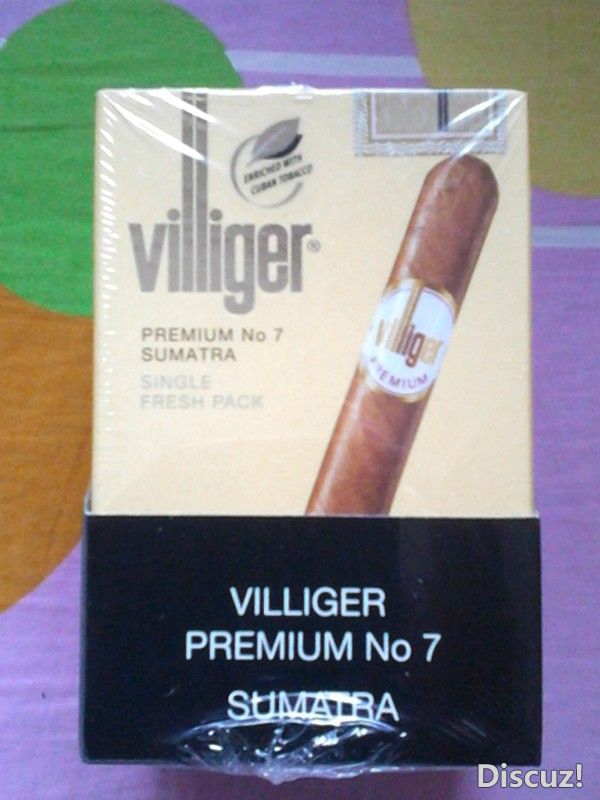 ENRICHED WITH
CUBAN TOBACCO
villiger®
PREMIUM No 7
SUMATRA
SINGLE
FRESH PACK
villiger
PREMIUM
VILLIGER
PREMIUM No 7
SUMATRA
Discuz!